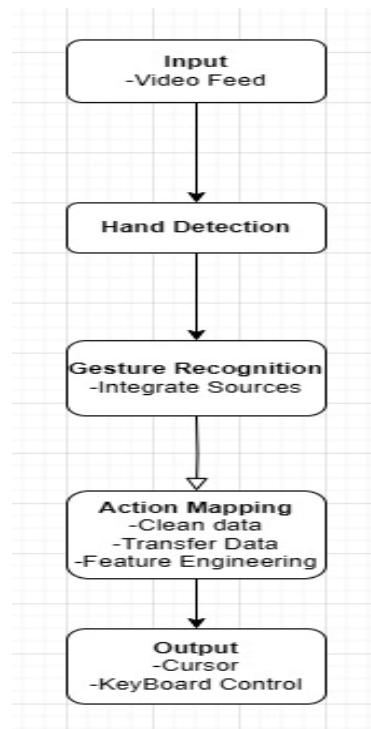 Input
-Video Feed
Hand Detection
Gesture Recognition
-Integrate Sources
Action Mapping
-Clean data
-Transfer Data
-Feature Engineering
Output
-Cursor
-KeyBoard Control